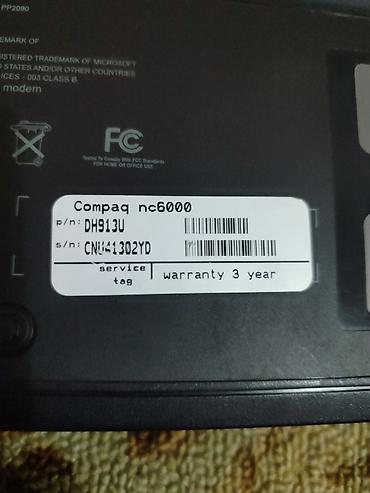 PP2090
EMARK OF
ISTERED TRADEMARK OF MICROSOFT
D STATES AND/OR OTHER COUNTRIES
ICES - 003 CLASS B
modem
FC
Tested To Comply With FCC Standards
FOR HOME OR OFFICE USE
Compaq nc6000
p/n: DH913U
s/n: CNU41302YD
service tag
warranty 3 year